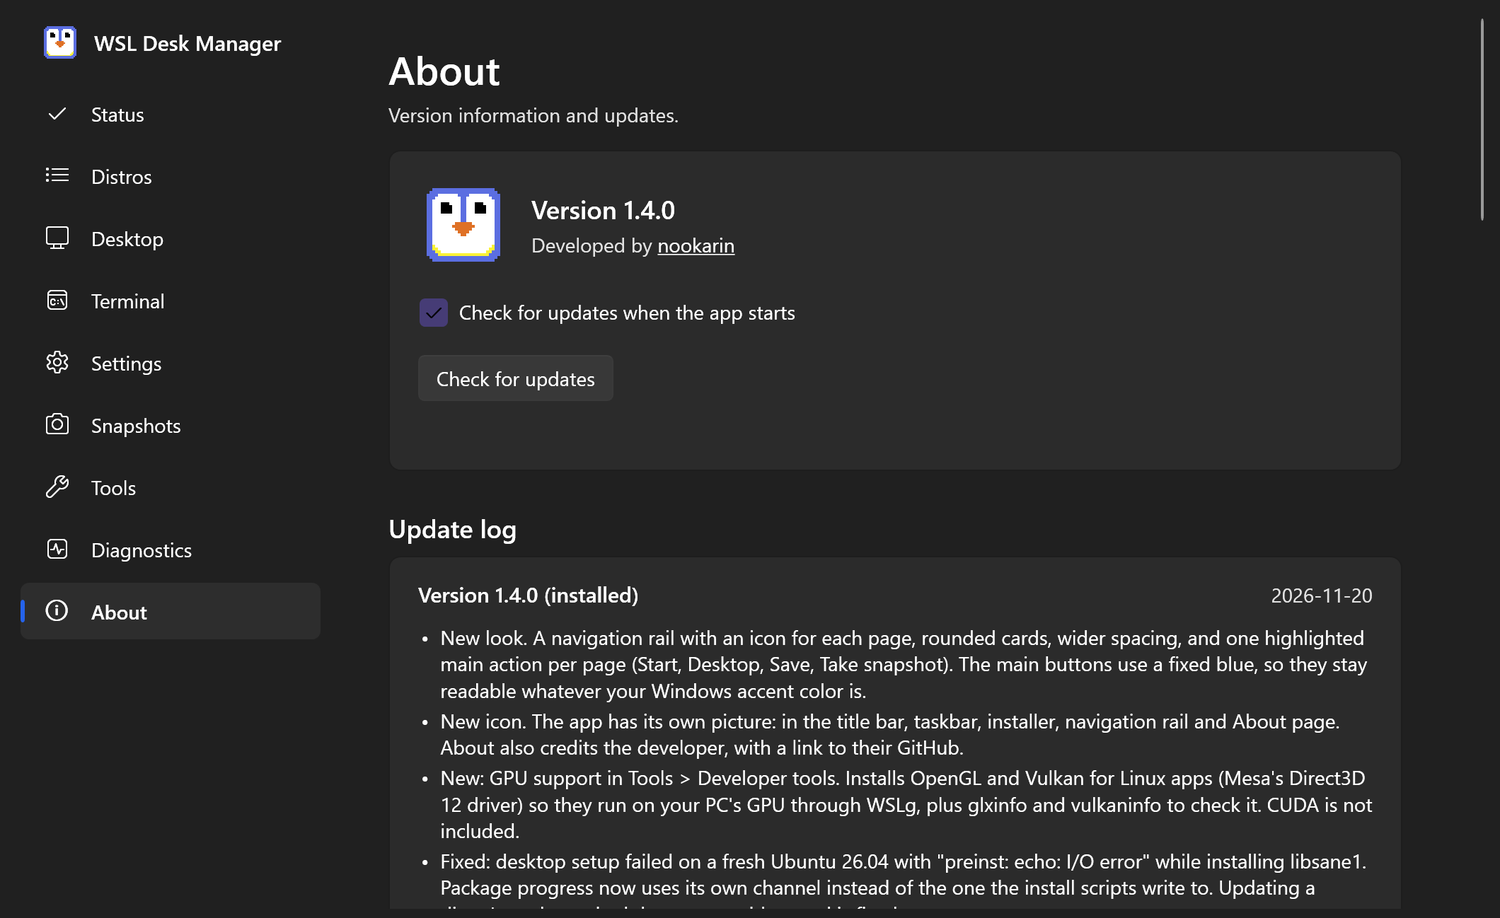 WSL Desk Manager
Status
Distros
Desktop
Terminal
Settings
Snapshots
Tools
Diagnostics
About
About
Version information and updates.
Version 1.4.0
Developed by nookarin
Check for updates when the app starts
Check for updates
Update log
Version 1.4.0 (installed) 2026-11-20
• New look. A navigation rail with an icon for each page, rounded cards, wider spacing, and one highlighted
main action per page (Start, Desktop, Save, Take snapshot). The main buttons use a fixed blue, so they stay
readable whatever your Windows accent color is.
• New icon. The app has its own picture: in the title bar, taskbar, installer, navigation rail and About page.
About also credits the developer, with a link to their GitHub.
• New: GPU support in Tools > Developer tools. Installs OpenGL and Vulkan for Linux apps (Mesa's Direct3D
12 driver) so they run on your PC's GPU through WSLg, plus glxinfo and vulkaninfo to check it. CUDA is not
included.
• Fixed: desktop setup failed on a fresh Ubuntu 26.04 with "preinst: echo: I/O error" while installing libsane1.
Package progress now uses its own channel instead of the one the install scripts write to. Updating a